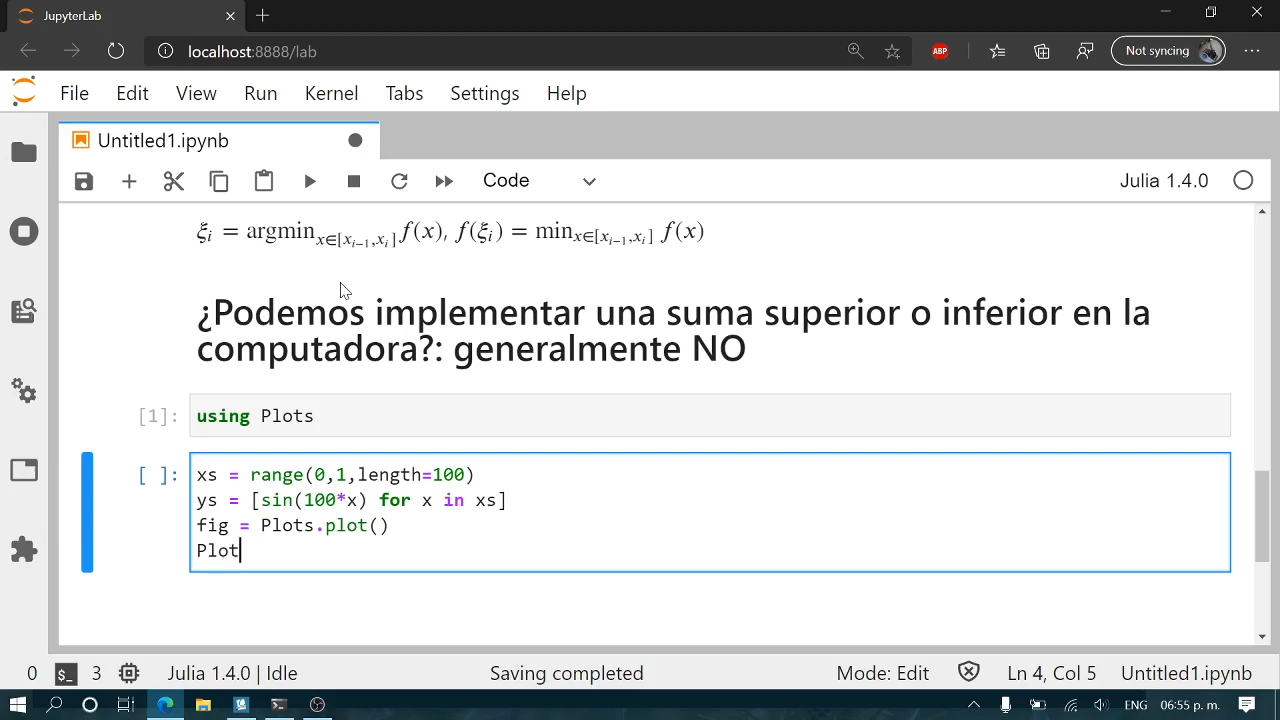 JupyterLab
localhost:8888/lab
ABP
Not syncing
File Edit View Run Kernel Tabs Settings Help
Untitled1.ipynb
Code
Julia 1.4.0
ξi = argminx∈[xi−1,xi] f(x), f(ξi) = minx∈[xi−1,xi] f(x)
¿Podemos implementar una suma superior o inferior en la
computadora?: generalmente NO
[1]: using Plots
[ ]: xs = range(0,1,length=100)
ys = [sin(100*x) for x in xs]
fig = Plots.plot()
Plot
0 $_ 3 Julia 1.4.0 | Idle Saving completed Mode: Edit Ln 4, Col 5 Untitled1.ipynb
ENG 06:55 p. m.